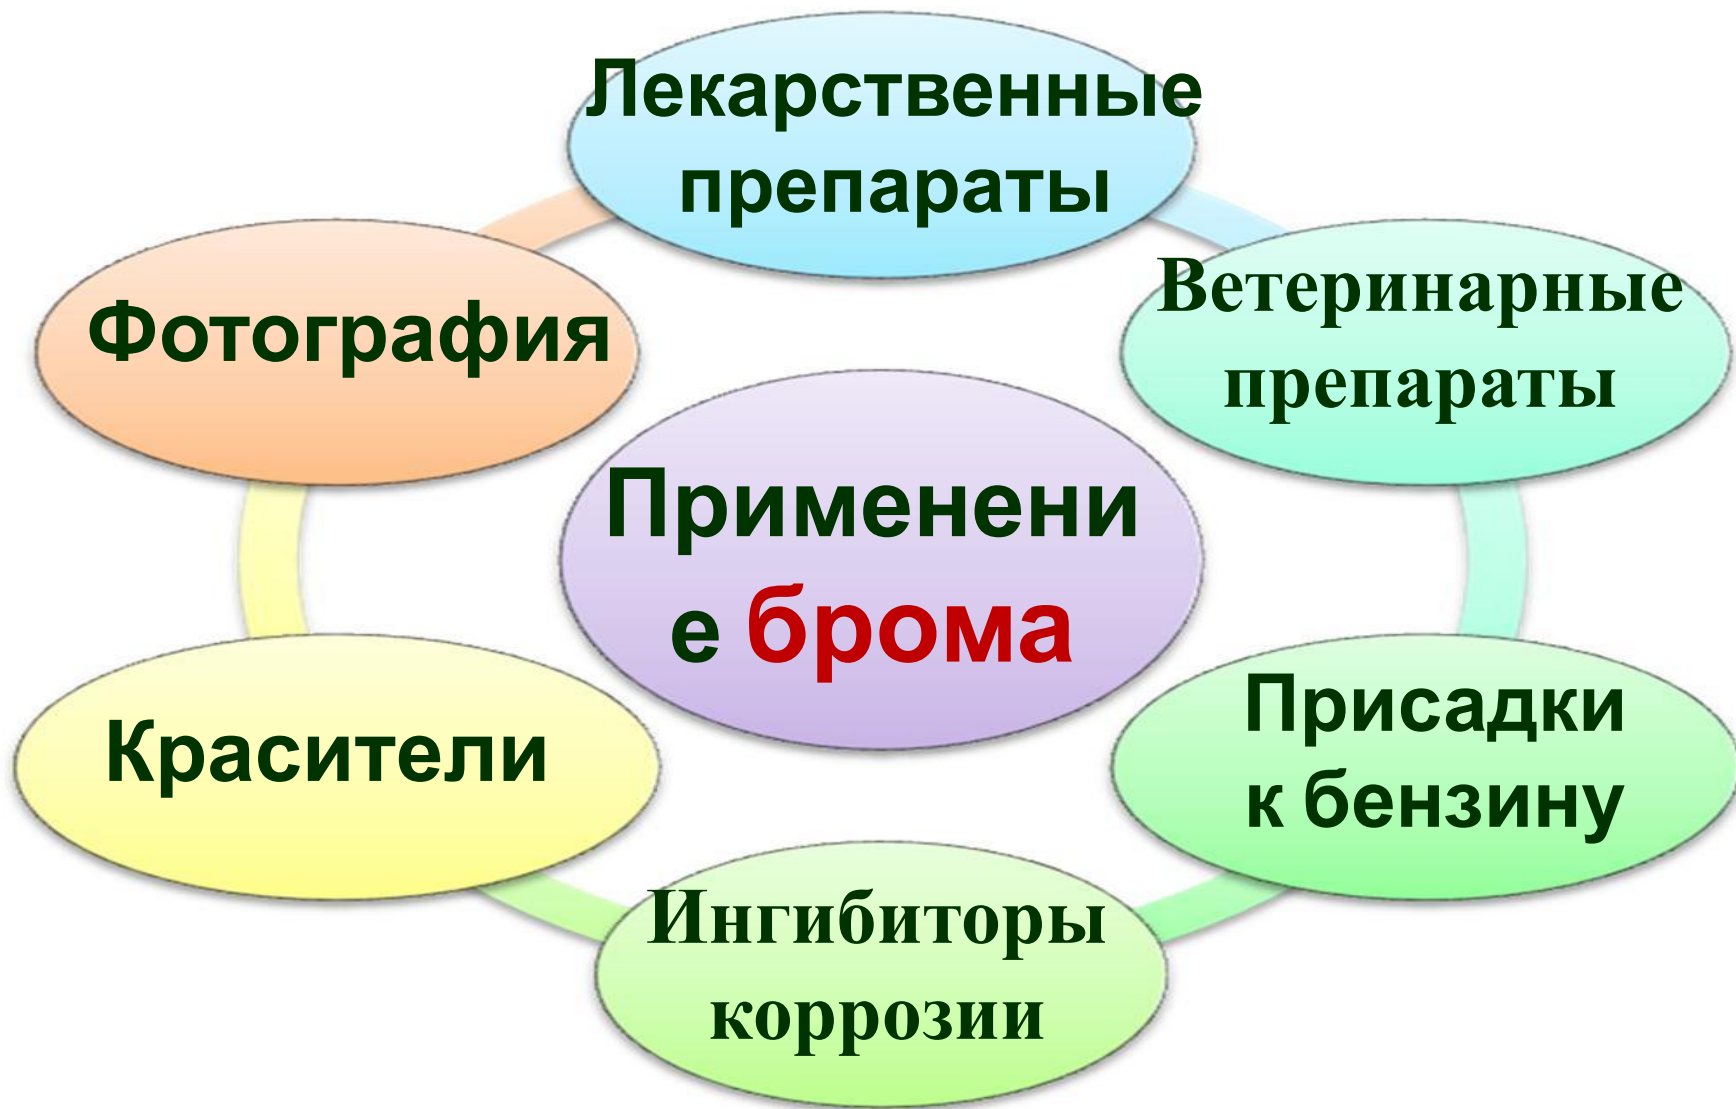 Лекарственные
препараты
Ветеринарные
препараты
Фотография
Применени
е брома
Присадки
к бензину
Красители
Ингибиторы
коррозии